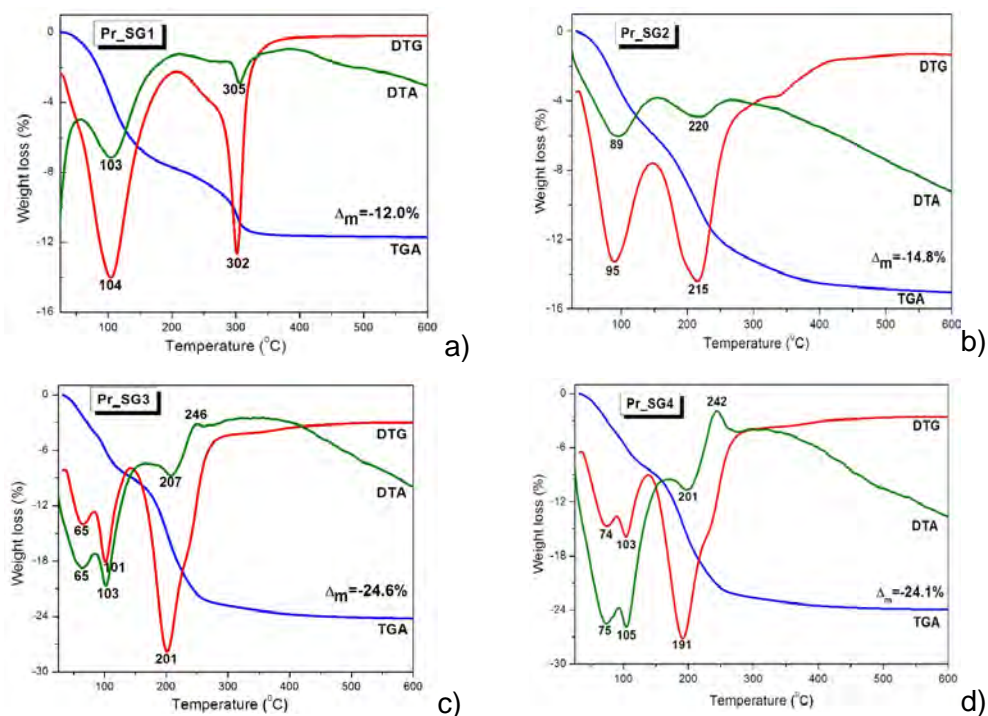 Pr_SG1
Weight loss (%)
0
-4
-8
-12
-16
103
104
305
302
DTG
DTA
Δm=-12.0%
TGA
100
200
300
400
500
600
Temperature (°C)
a)
Pr_SG2
Weight loss (%)
0
-4
-8
-12
-16
89
95
220
215
DTG
DTA
Δm=-14.8%
TGA
100
200
300
400
500
600
Temperature (°C)
b)
Pr_SG3
Weight loss (%)
0
-6
-12
-18
-24
-30
65
65
101
103
207
246
201
DTG
DTA
Δm=-24.6%
TGA
100
200
300
400
500
600
Temperature (°C)
c)
Pr_SG4
Weight loss (%)
0
-6
-12
-18
-24
-30
74
103
75
105
201
242
191
DTG
DTA
Δm=-24.1%
TGA
100
200
300
400
500
600
Temperature (°C)
d)